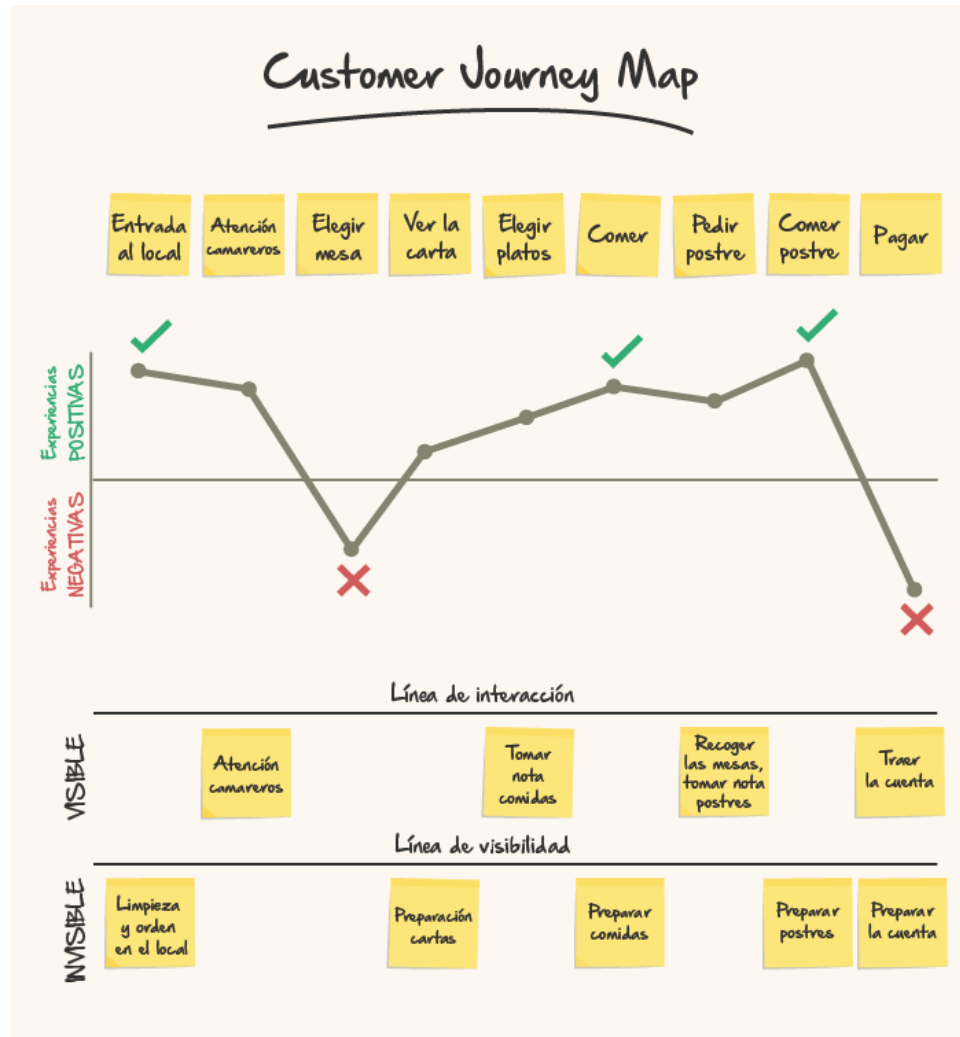 Customer Journey Map
Entrada
al local
Atención
camareros
Elegir
mesa
Ver la
carta
Elegir
platos
Comer
Pedir
postre
Comer
postre
Pagar
Experiencias
POSITIVAS
Experiencias
NEGATIVAS
Línea de interacción
VISIBLE
Atención
camareros
Tomar
nota
comidas
Recoger
las mesas,
tomar nota
postres
Traer
la cuenta
Línea de visibilidad
INVISIBLE
Limpieza
y orden
en el local
Preparación
cartas
Preparar
comidas
Preparar
postres
Preparar
la cuenta